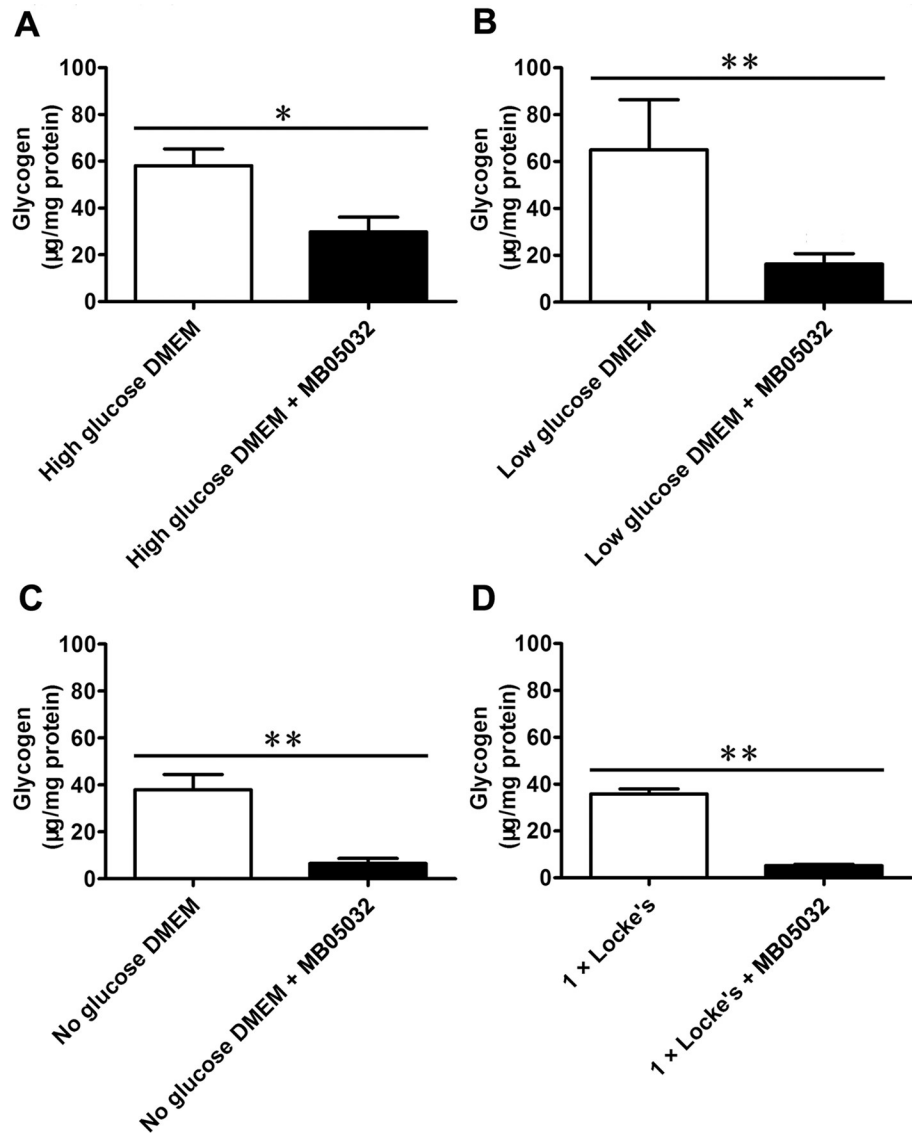 A
Glycogen
(µg/mg protein)
100
80
60
40
20
0
*
High glucose DMEM
High glucose DMEM + MB05032
B
Glycogen
(µg/mg protein)
100
80
60
40
20
0
**
Low glucose DMEM
Low glucose DMEM + MB05032
C
Glycogen
(µg/mg protein)
100
80
60
40
20
0
**
No glucose DMEM
No glucose DMEM + MB05032
D
Glycogen
(µg/mg protein)
100
80
60
40
20
0
**
1 × Locke's
1 × Locke's + MB05032